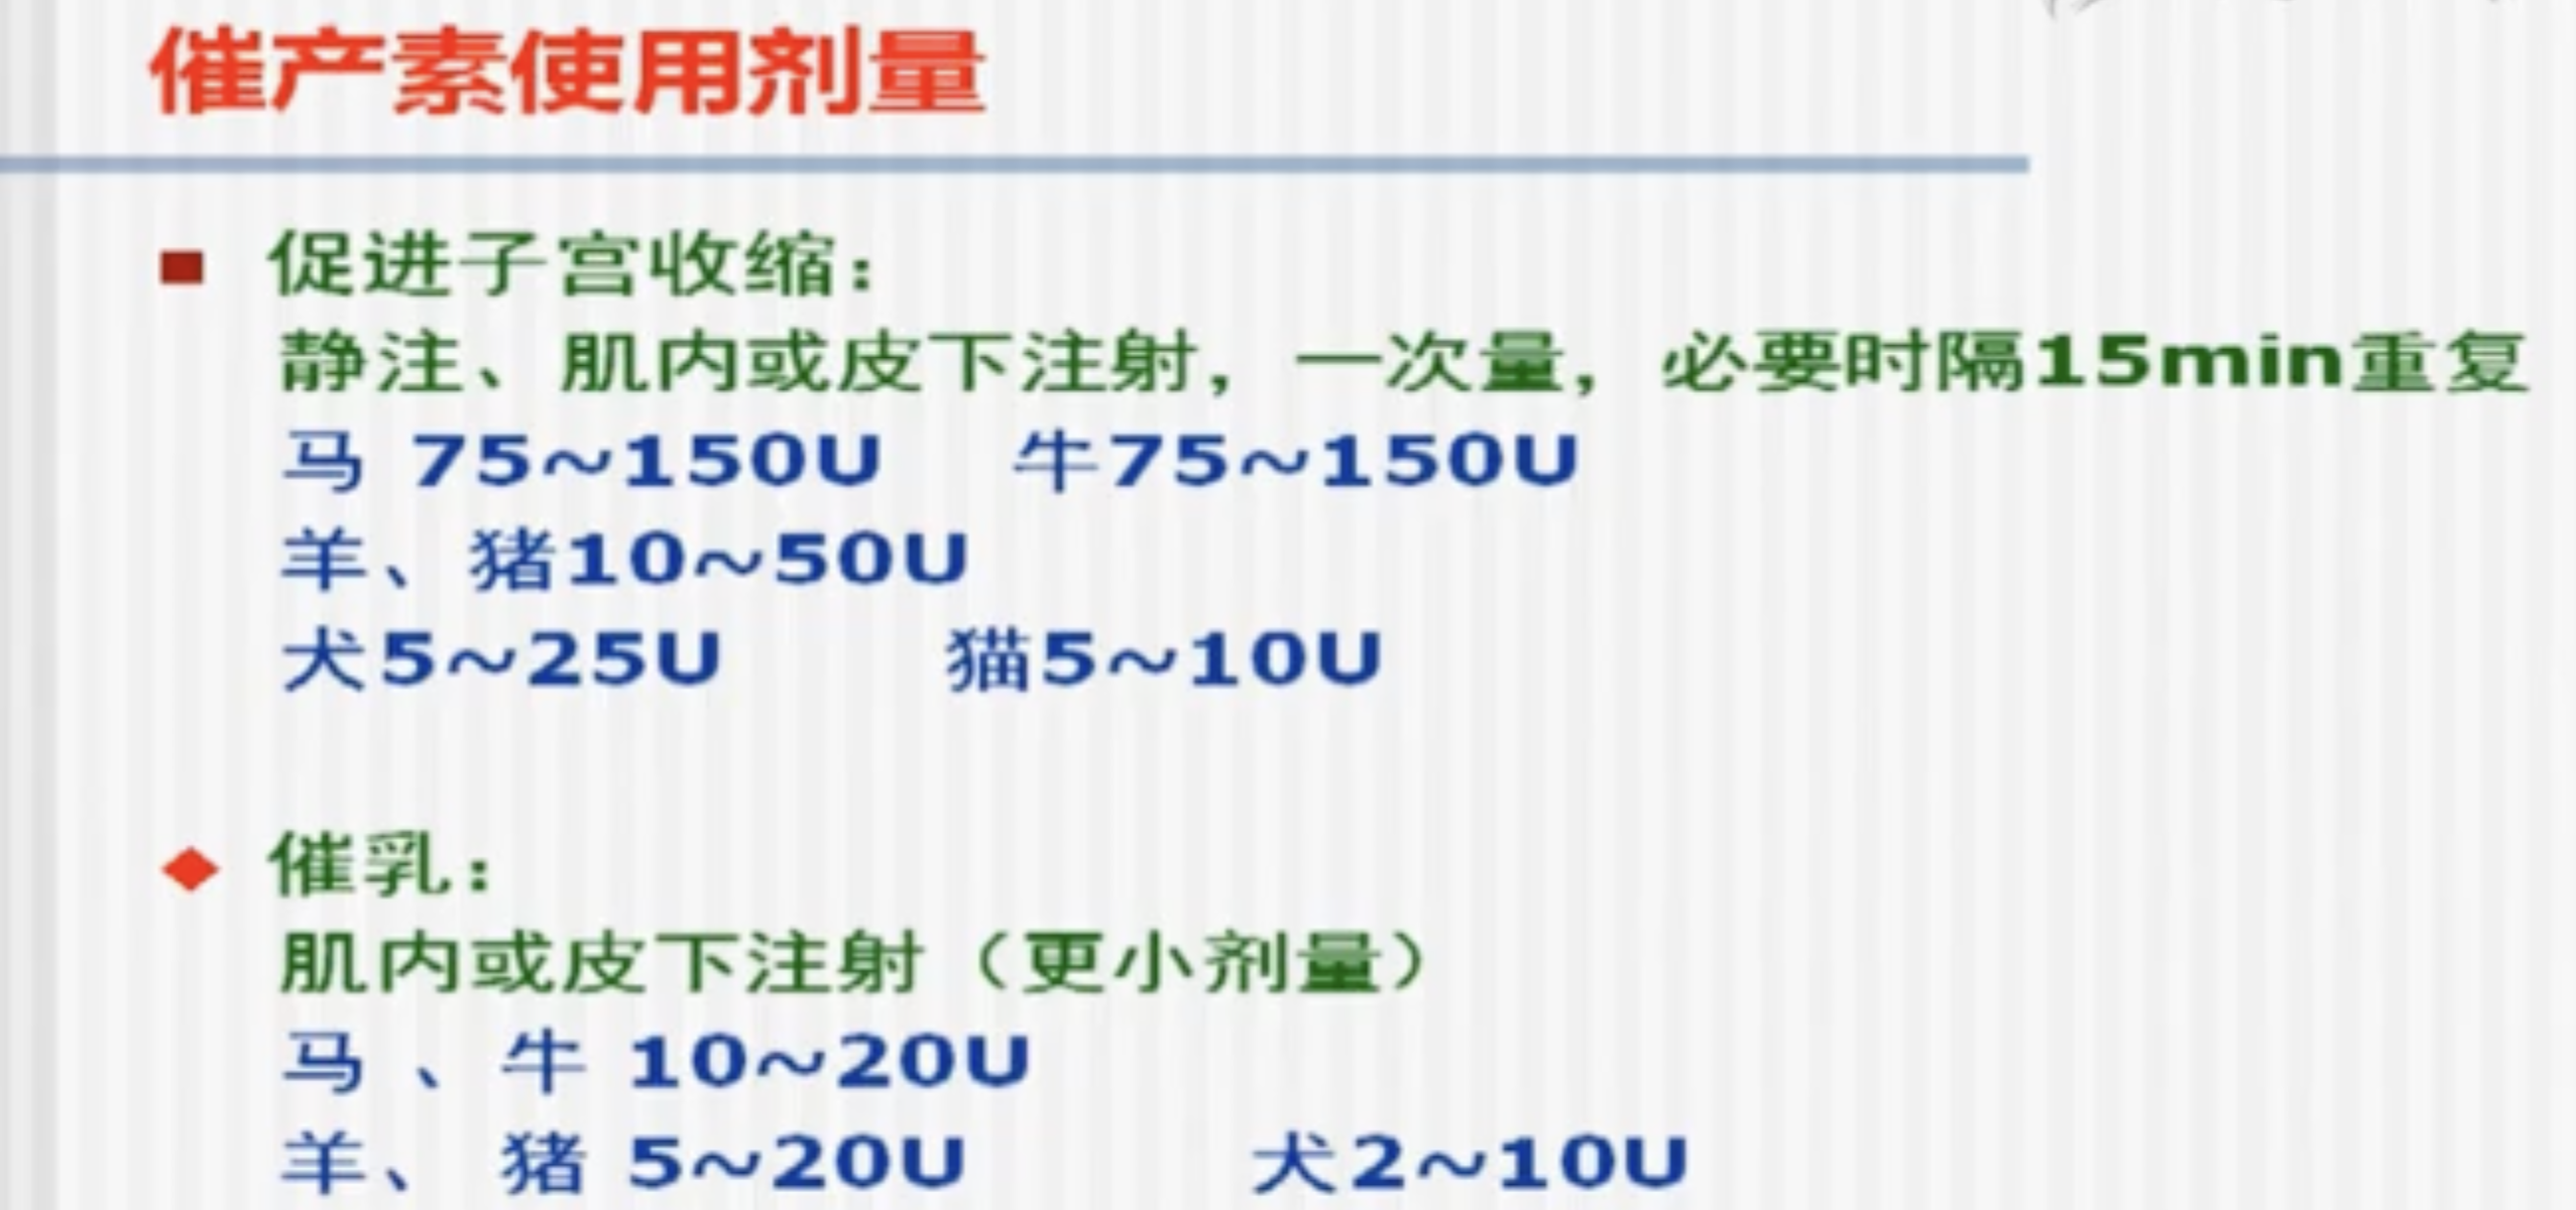 催产素使用剂量
促进子宫收缩：
静注、肌内或皮下注射，一次量，必要时隔15min重复
马 75~150U 牛75~150U
羊、猪10~50U
犬5~25U 猫5~10U
催乳：
肌内或皮下注射（更小剂量）
马 、牛 10~20U
羊、 猪 5~20U 犬2~10U